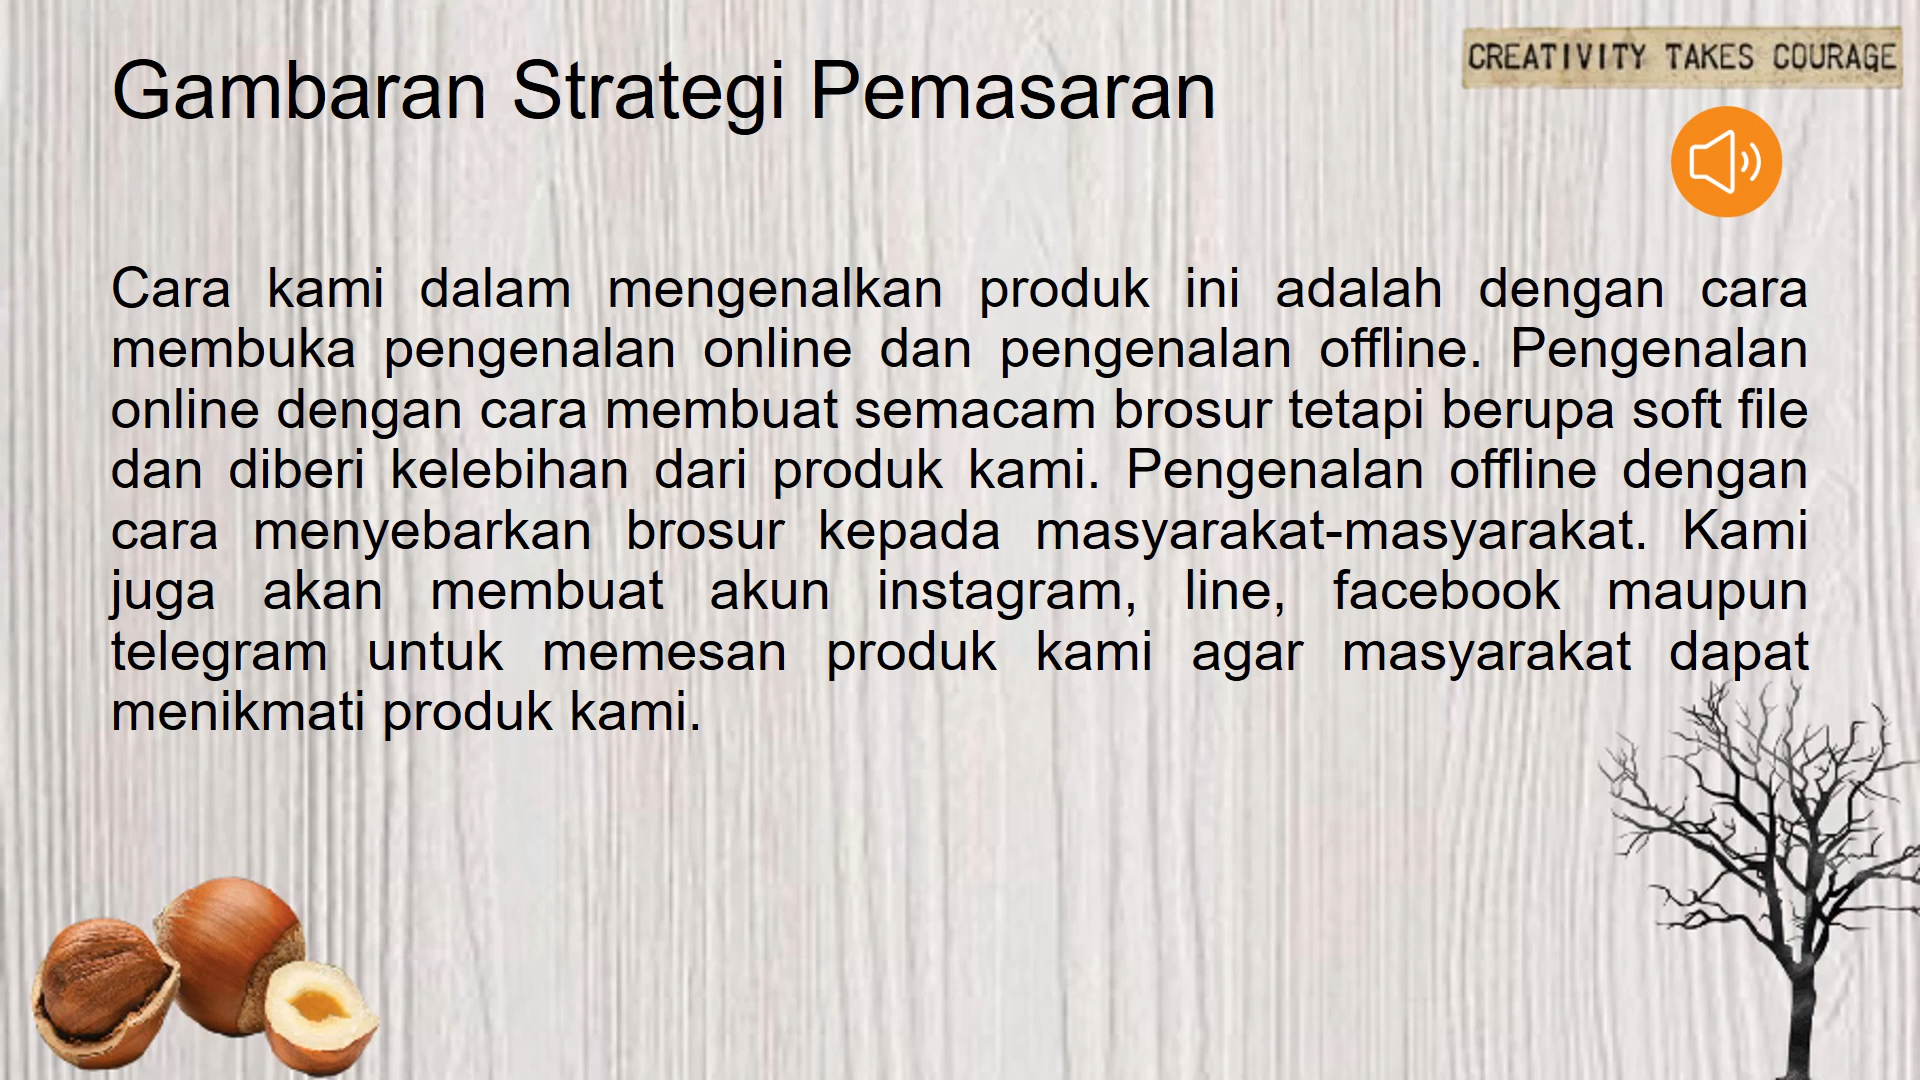 Gambaran Strategi Pemasaran
CREATIVITY TAKES COURAGE
Cara kami dalam mengenalkan produk ini adalah dengan cara
membuka pengenalan online dan pengenalan offline. Pengenalan
online dengan cara membuat semacam brosur tetapi berupa soft file
dan diberi kelebihan dari produk kami. Pengenalan offline dengan
cara menyebarkan brosur kepada masyarakat-masyarakat. Kami
juga akan membuat akun instagram, line, facebook maupun
telegram untuk memesan produk kami agar masyarakat dapat
menikmati produk kami.